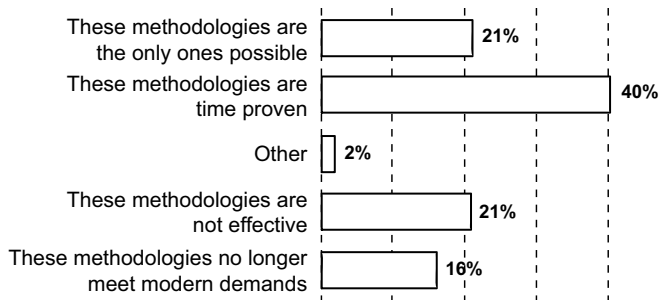 These methodologies are
the only ones possible
21%
These methodologies are
time proven
40%
Other
2%
These methodologies are
not effective
21%
These methodologies no longer
meet modern demands
16%